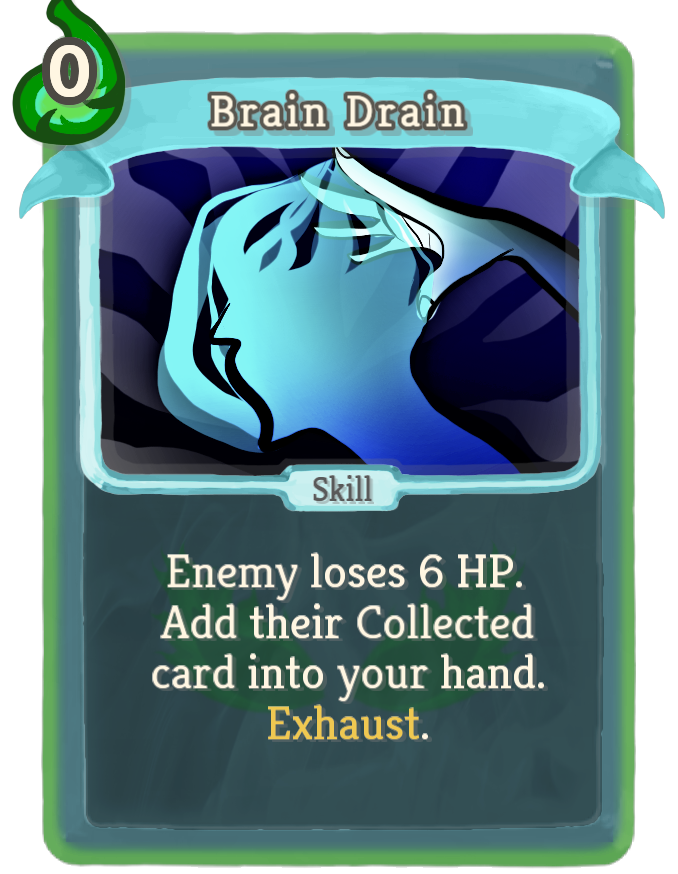 0
Brain Drain
Skill
Enemy loses 6 HP.
Add their Collected
card into your hand.
Exhaust.